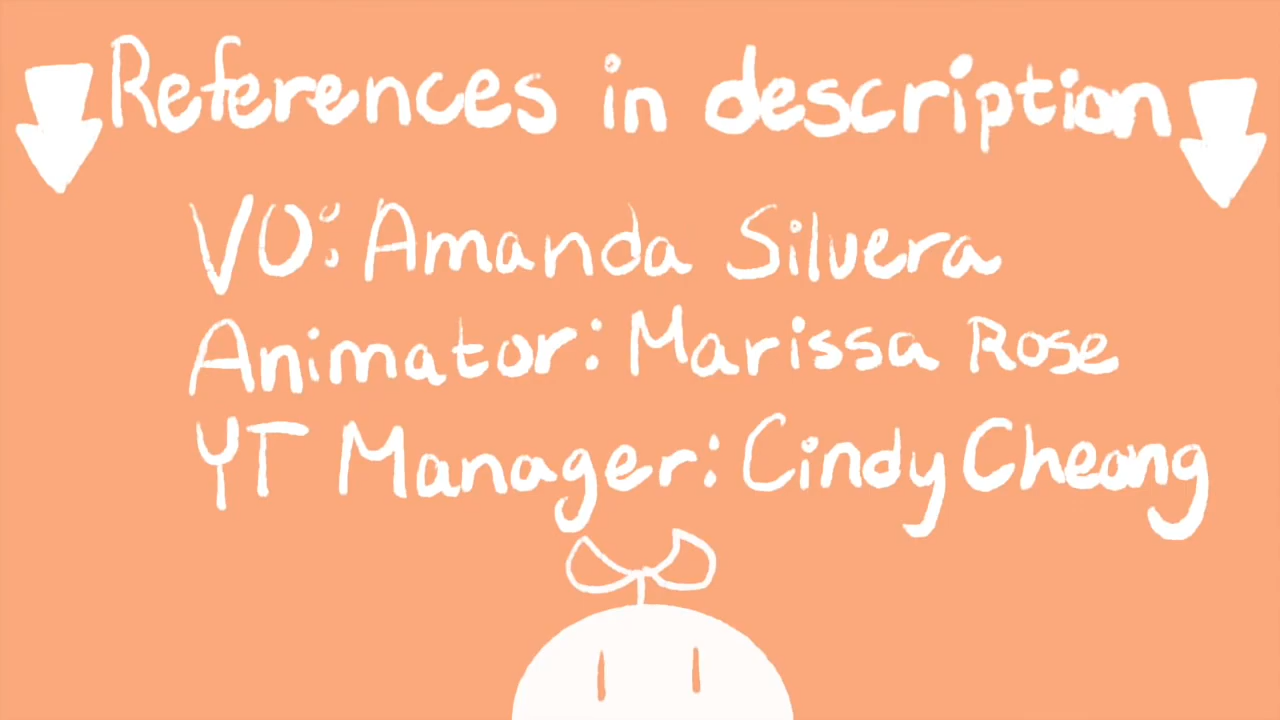 References in description
VO: Amanda Silvera
Animator: Marissa Rose
YT Manager: Cindy Cheong